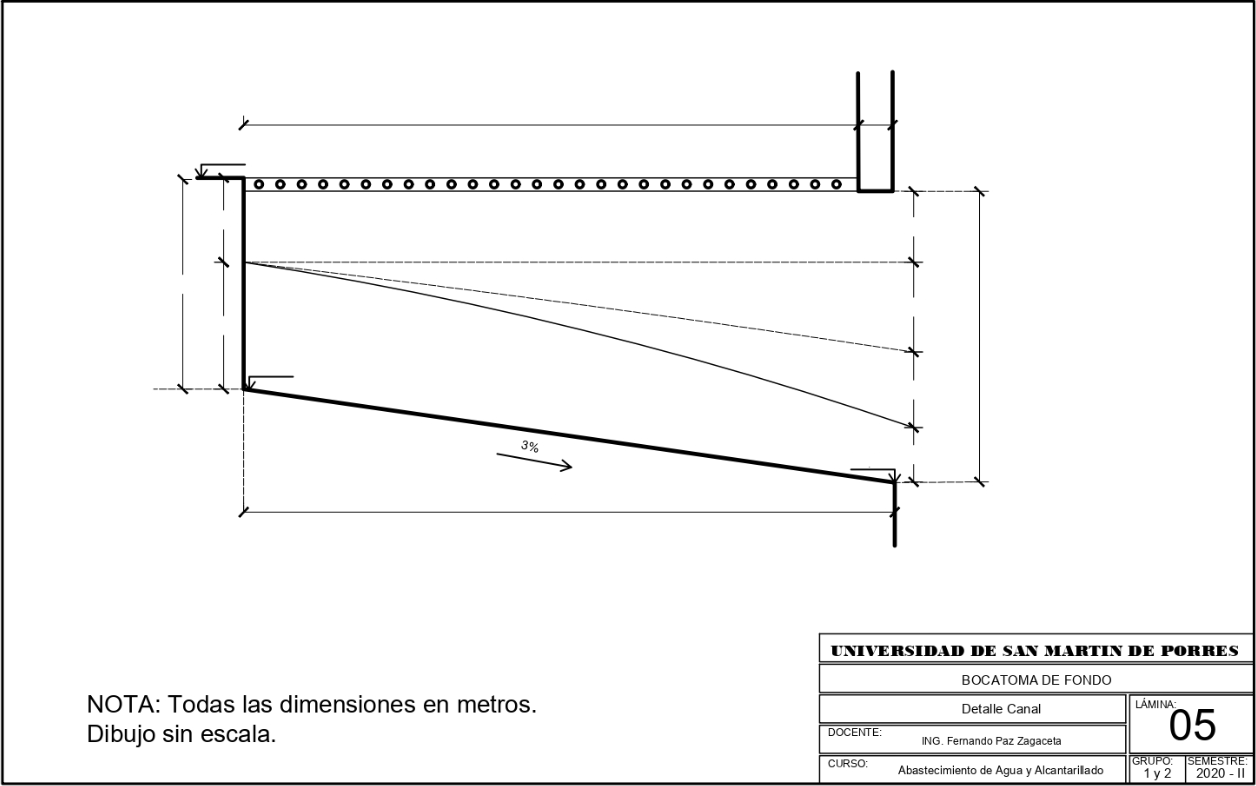 3%
NOTA: Todas las dimensiones en metros.
Dibujo sin escala.
UNIVERSIDAD DE SAN MARTIN DE PORRES
BOCATOMA DE FONDO
Detalle Canal
LÁMINA:
05
DOCENTE:
ING. Fernando Paz Zagaceta
CURSO:
Abastecimiento de Agua y Alcantarillado
GRUPO:
1 y 2
SEMESTRE:
2020 - II